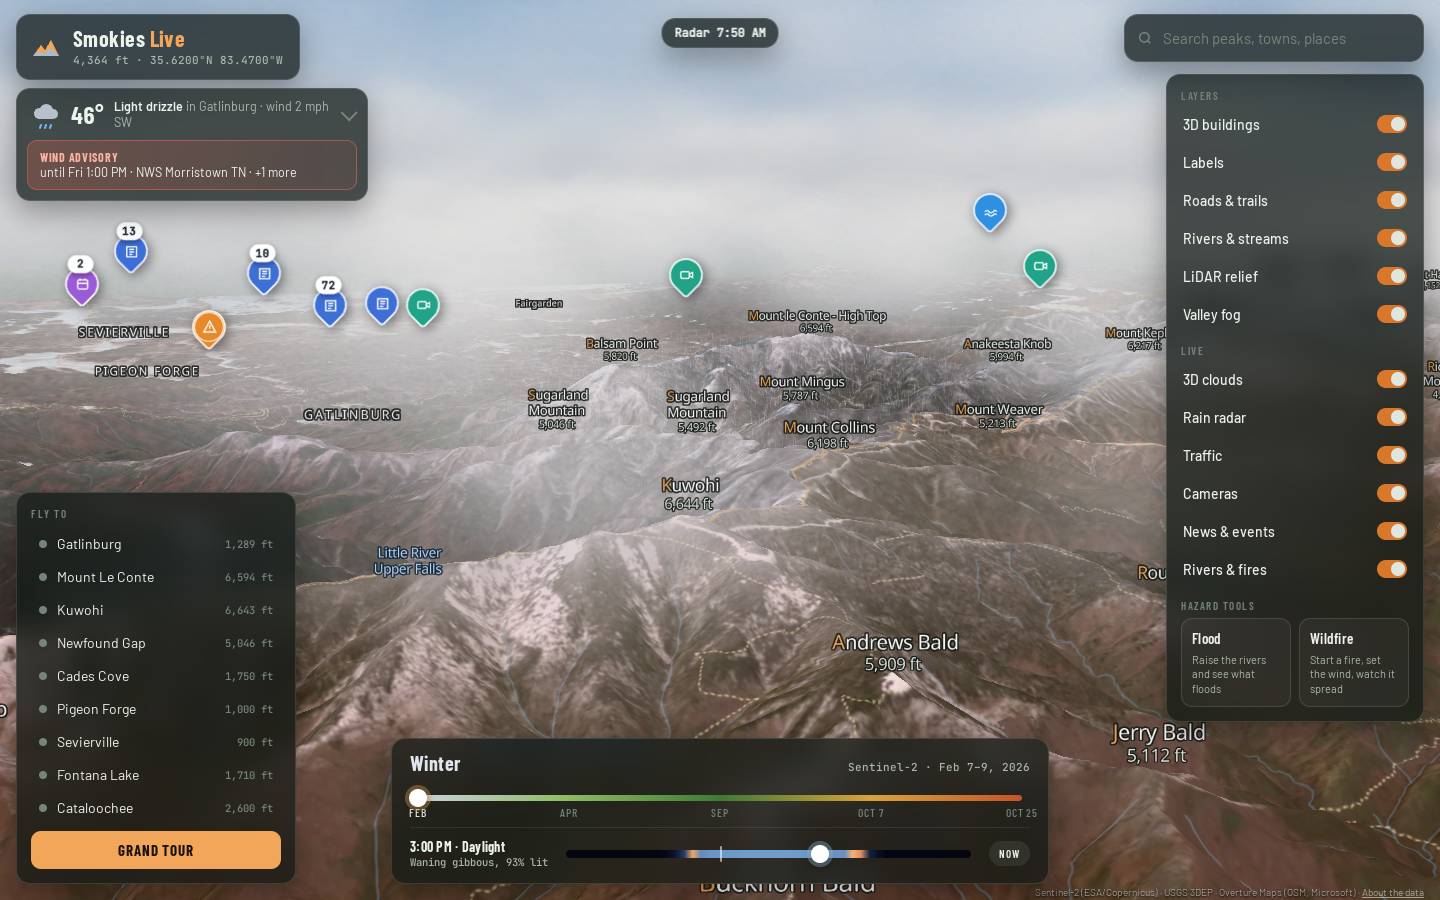 Smokies Live
4,364 ft · 35.6200°N 83.4700°W
Radar 7:50 AM
Search peaks, towns, places
46°
Light drizzle in Gatlinburg · wind 2 mph
SW
WIND ADVISORY
until Fri 1:00 PM · NWS Morristown TN · +1 more
13
2
10
72
SEVIERVILLE
PIGEON FORGE
GATLINBURG
Fairgarden
Mount le Conte - High Top
6,594 ft
Balsam Point
5,820 ft
Anakeesta Knob
5,994 ft
Mount Kep
6,217 ft
Sugarland
Mountain
5,046 ft
Sugarland
Mountain
5,492 ft
Mount Mingus
5,787 ft
Mount Collins
6,198 ft
Mount Weaver
5,213 ft
Kuwohi
6,644 ft
Little River
Upper Falls
Andrews Bald
5,909 ft
Rou
Jerry Bald
5,112 ft
Buckhorn Bald
LAYERS
3D buildings
Labels
Roads & trails
Rivers & streams
LiDAR relief
Valley fog
LIVE
3D clouds
Rain radar
Traffic
Cameras
News & events
Rivers & fires
HAZARD TOOLS
Flood
Raise the rivers
and see what
floods
Wildfire
Start a fire, set
the wind, watch it
spread
FLY TO
Gatlinburg 1,289 ft
Mount Le Conte 6,594 ft
Kuwohi 6,643 ft
Newfound Gap 5,046 ft
Cades Cove 1,750 ft
Pigeon Forge 1,000 ft
Sevierville 900 ft
Fontana Lake 1,710 ft
Cataloochee 2,600 ft
GRAND TOUR
Winter
Sentinel-2 · Feb 7-9, 2026
FEB APR SEP OCT 7 OCT 25
3:00 PM · Daylight
Waning gibbous, 93% lit
NOW
Sentinel-2 (ESA/Copernicus) · USGS 3DEP · Overture Maps (OSM, Microsoft) · About the data